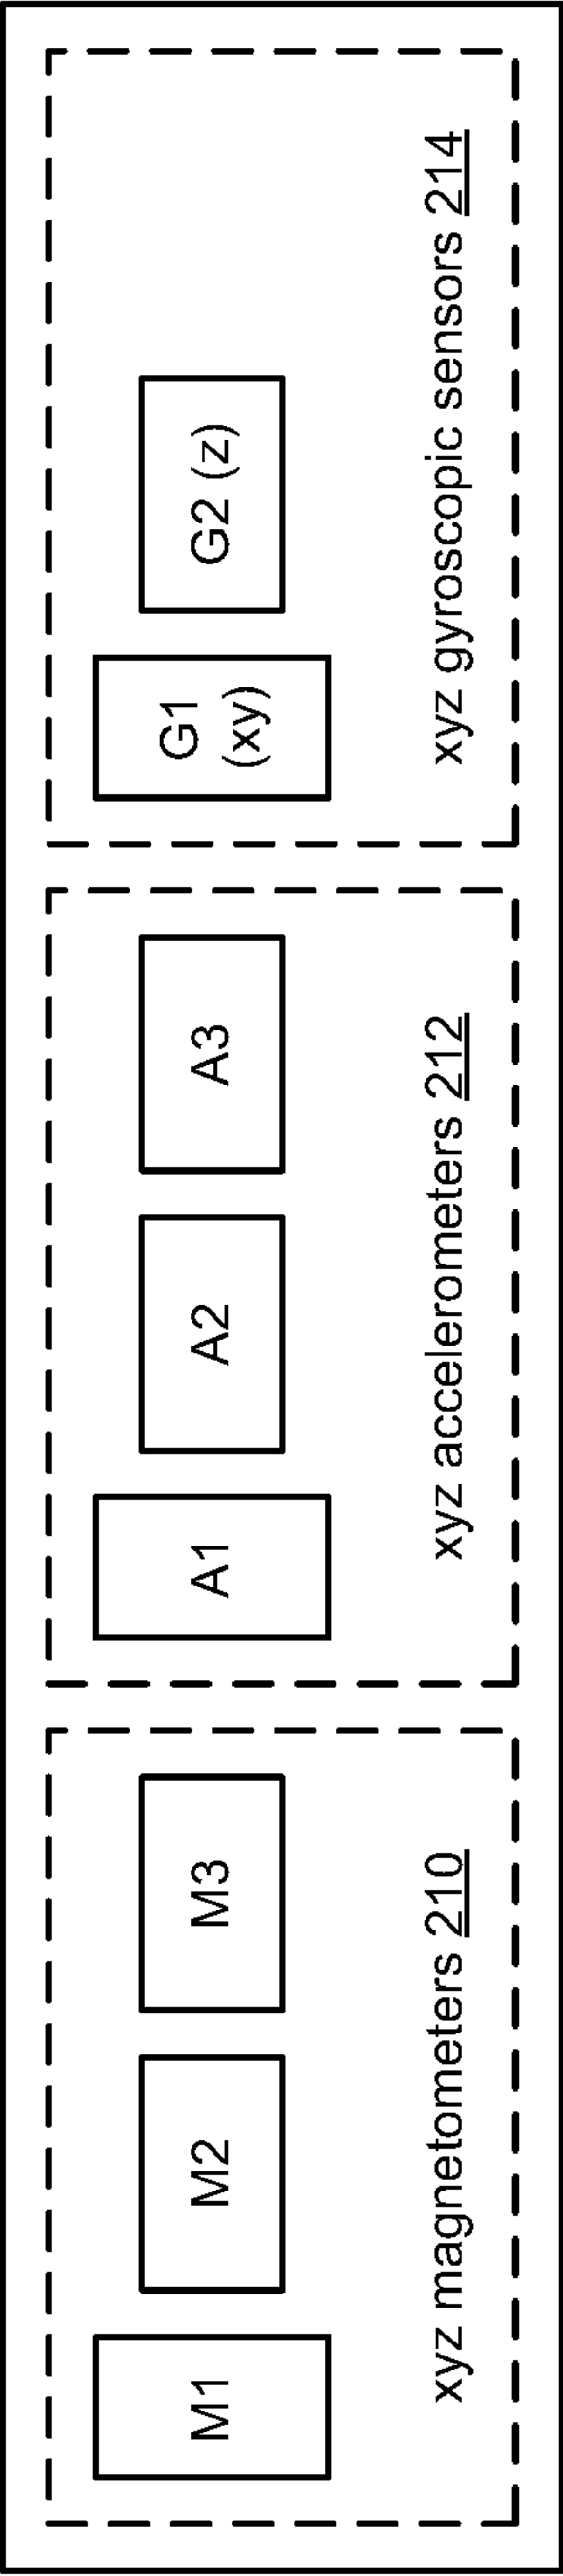 M1
M2
M3
xyz magnetometers 210
A1
A2
A3
xyz accelerometers 212
G1
(xy)
G2 (z)
xyz gyroscopic sensors 214